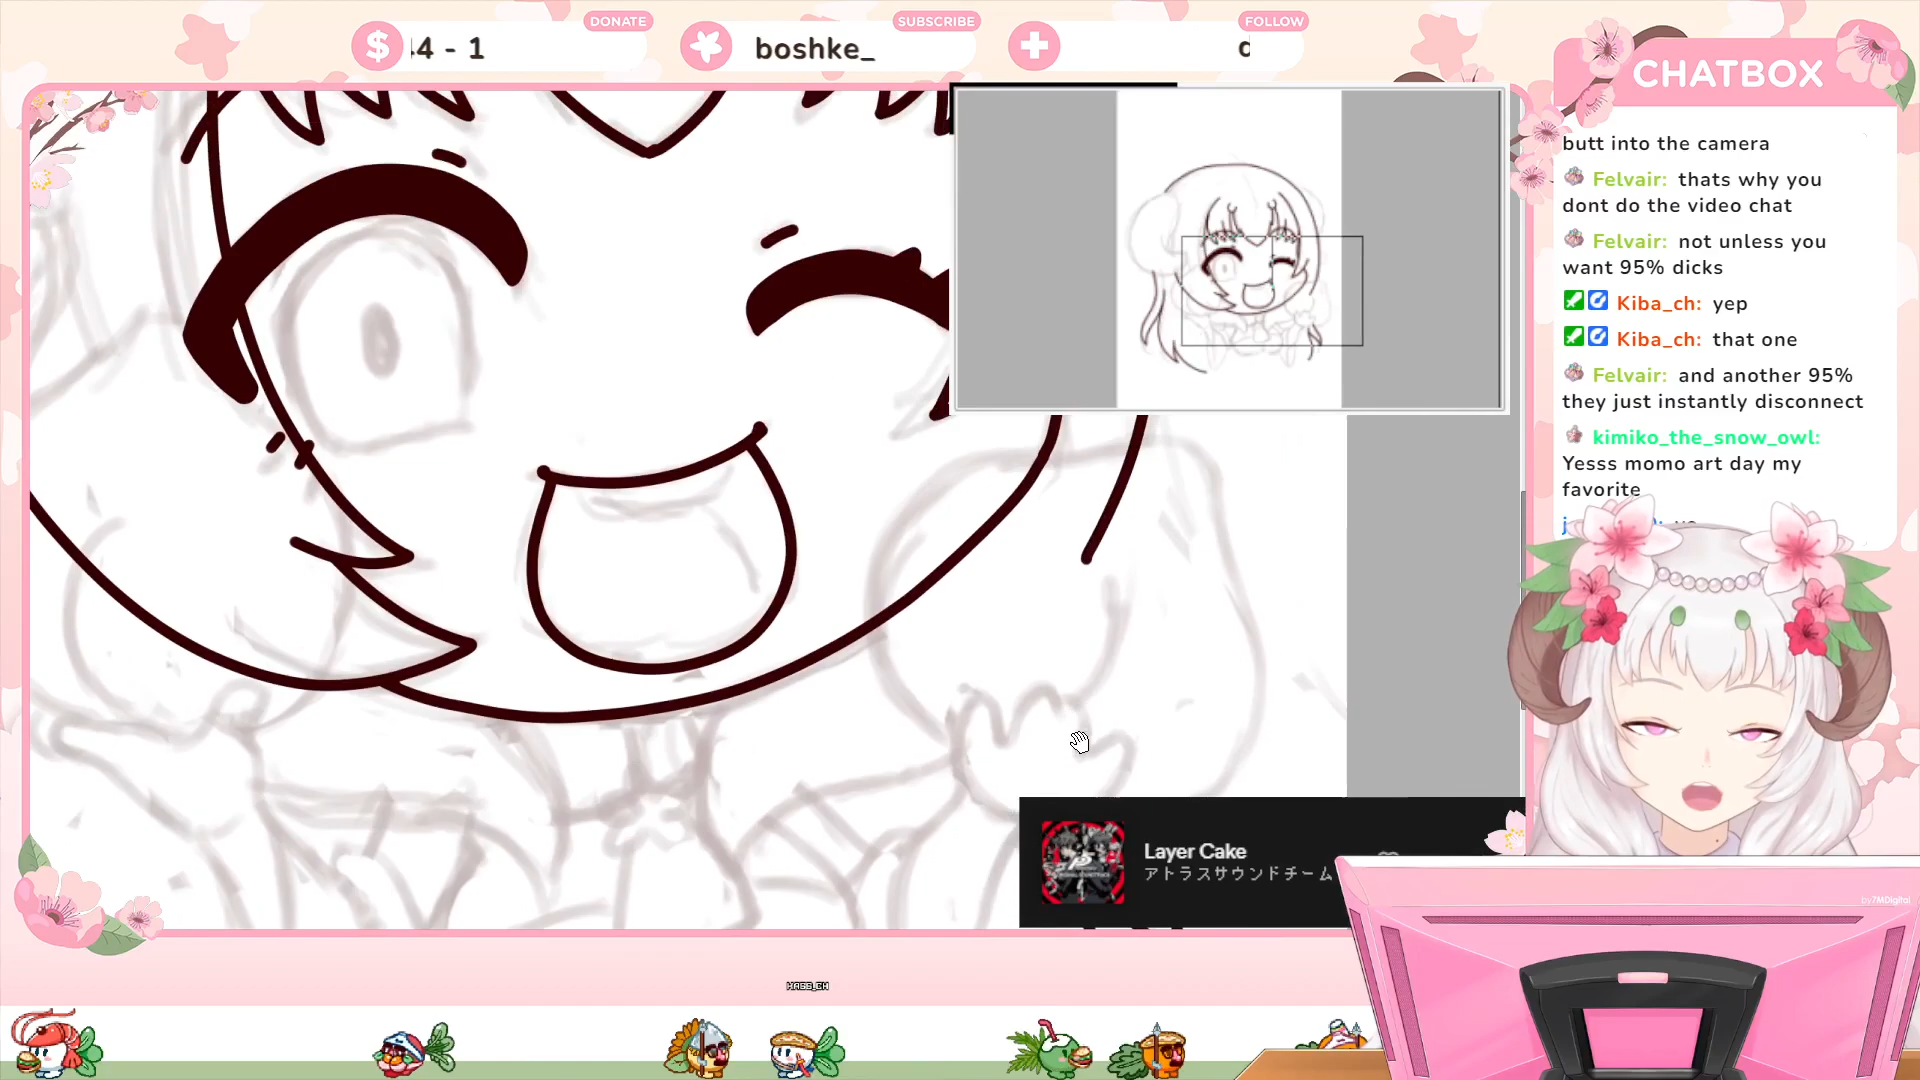 DONATE
SUBSCRIBE
FOLLOW
4 - 1
boshke_
CHATBOX
butt into the camera
Felvair: thats why you
dont do the video chat
Felvair: not unless you
want 95% dicks
Kiba_ch: yep
Kiba_ch: that one
Felvair: and another 95%
they just instantly disconnect
kimiko_the_snow_owl:
Yesss momo art day my
favorite
Layer Cake
アトラスサウンドチーム
by7MDigital